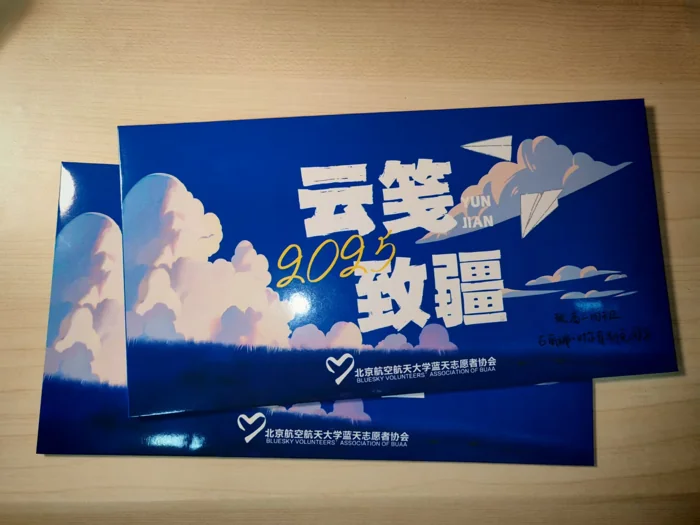 云笺
YUN
JIAN
2025
致疆
北京航空航天大学蓝天志愿者协会
BLUESKY VOLUNTEERS' ASSOCIATION OF BUAA
北京航空航天大学蓝天志愿者协会
BLUESKY VOLUNTEERS' ASSOCIATION OF BUAA